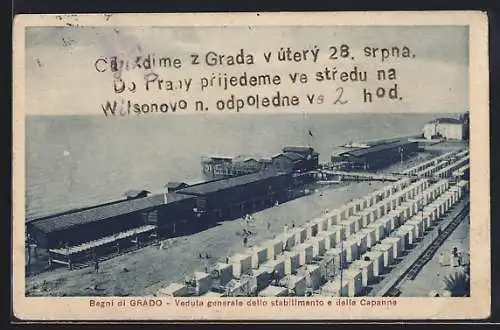 Odjíždíme z Grada v úterý 28. srpna.
Do Prahy přijedeme ve středu na
Wilsonovo n. odpoledne ve 2 hod.
Bagni di GRADO - Veduta generale dello stabilimento e delle Capanne